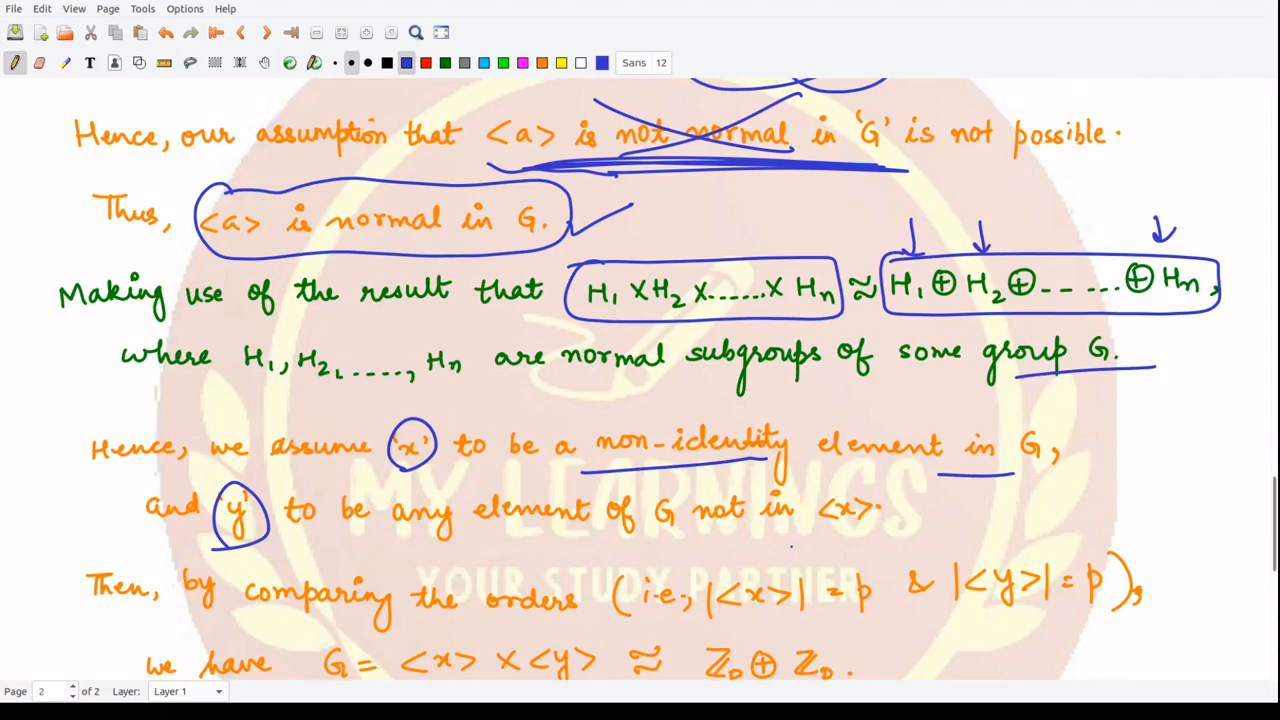 File Edit View Page Tools Options Help
Sans 12
Hence, our assumption that <a> is not normal in 'G' is not possible.
Thus, <a> is normal in G.
Making use of the result that H₁ × H₂ × ...... × Hₙ ≈ H₁ ⊕ H₂ ⊕ ------ ⊕ Hₙ,
where H₁, H₂, ....., Hₙ are normal subgroups of some group G.
Hence, we assume 'x' to be a non-identity element in G,
and 'y' to be any element of G not in <x>.
Then, by comparing the orders (i.e., |<x>| = p & |<y>| = p),
we have G = <x> × <y> ≈ ℤₚ ⊕ ℤₚ.
MY LEARNINGS
YOUR STUDY PARTNER
Page 2 of 2 Layer: Layer 1